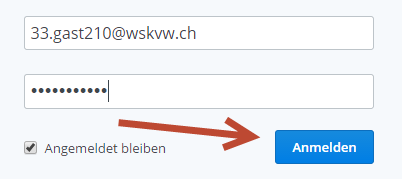 33.gast210@wskvw.ch
•••••••••••
Angemeldet bleiben
Anmelden